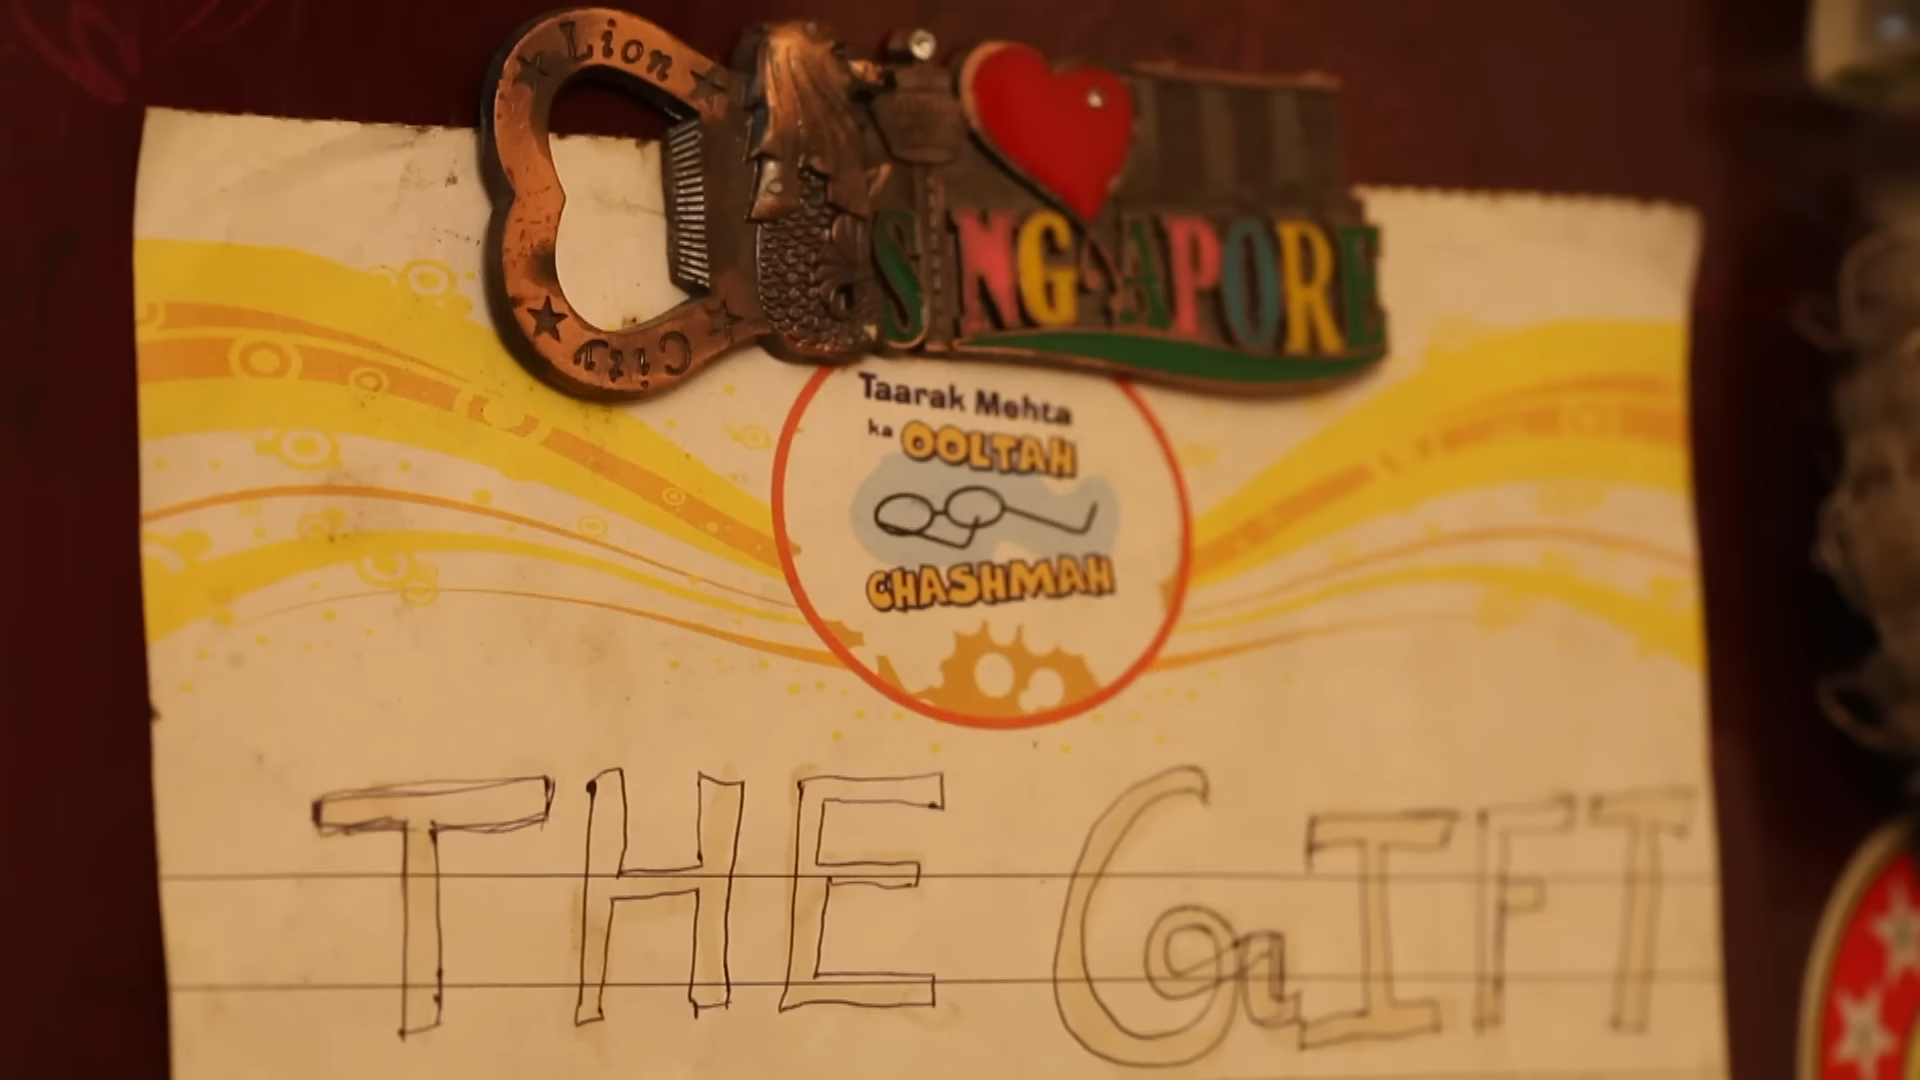 Lion
City
SINGAPORE
Taarak Mehta
ka OOLTAH
CHASHMAH
THE GIFT